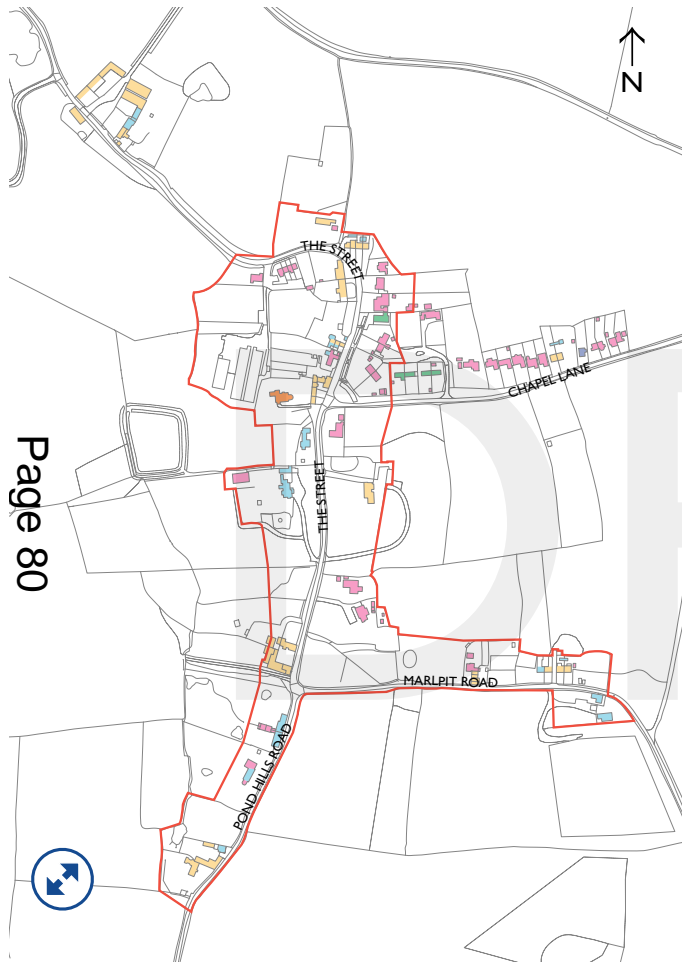 N
THE STREET
CHAPEL LANE
THE STREET
MARLPIT ROAD
POND HILLS ROAD
Page 80